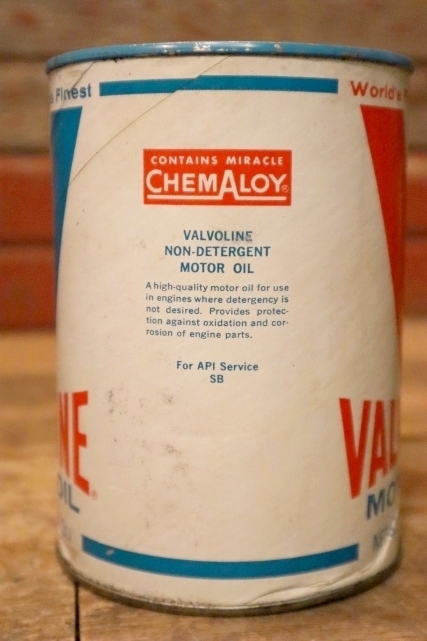 Finest
World's
CONTAINS MIRACLE
CHEMALOY®
VALVOLINE
NON-DETERGENT
MOTOR OIL
A high-quality motor oil for use
in engines where detergency is
not desired. Provides protec-
tion against oxidation and cor-
rosion of engine parts.
For API Service
SB
NE®
VAL
OIL
MO